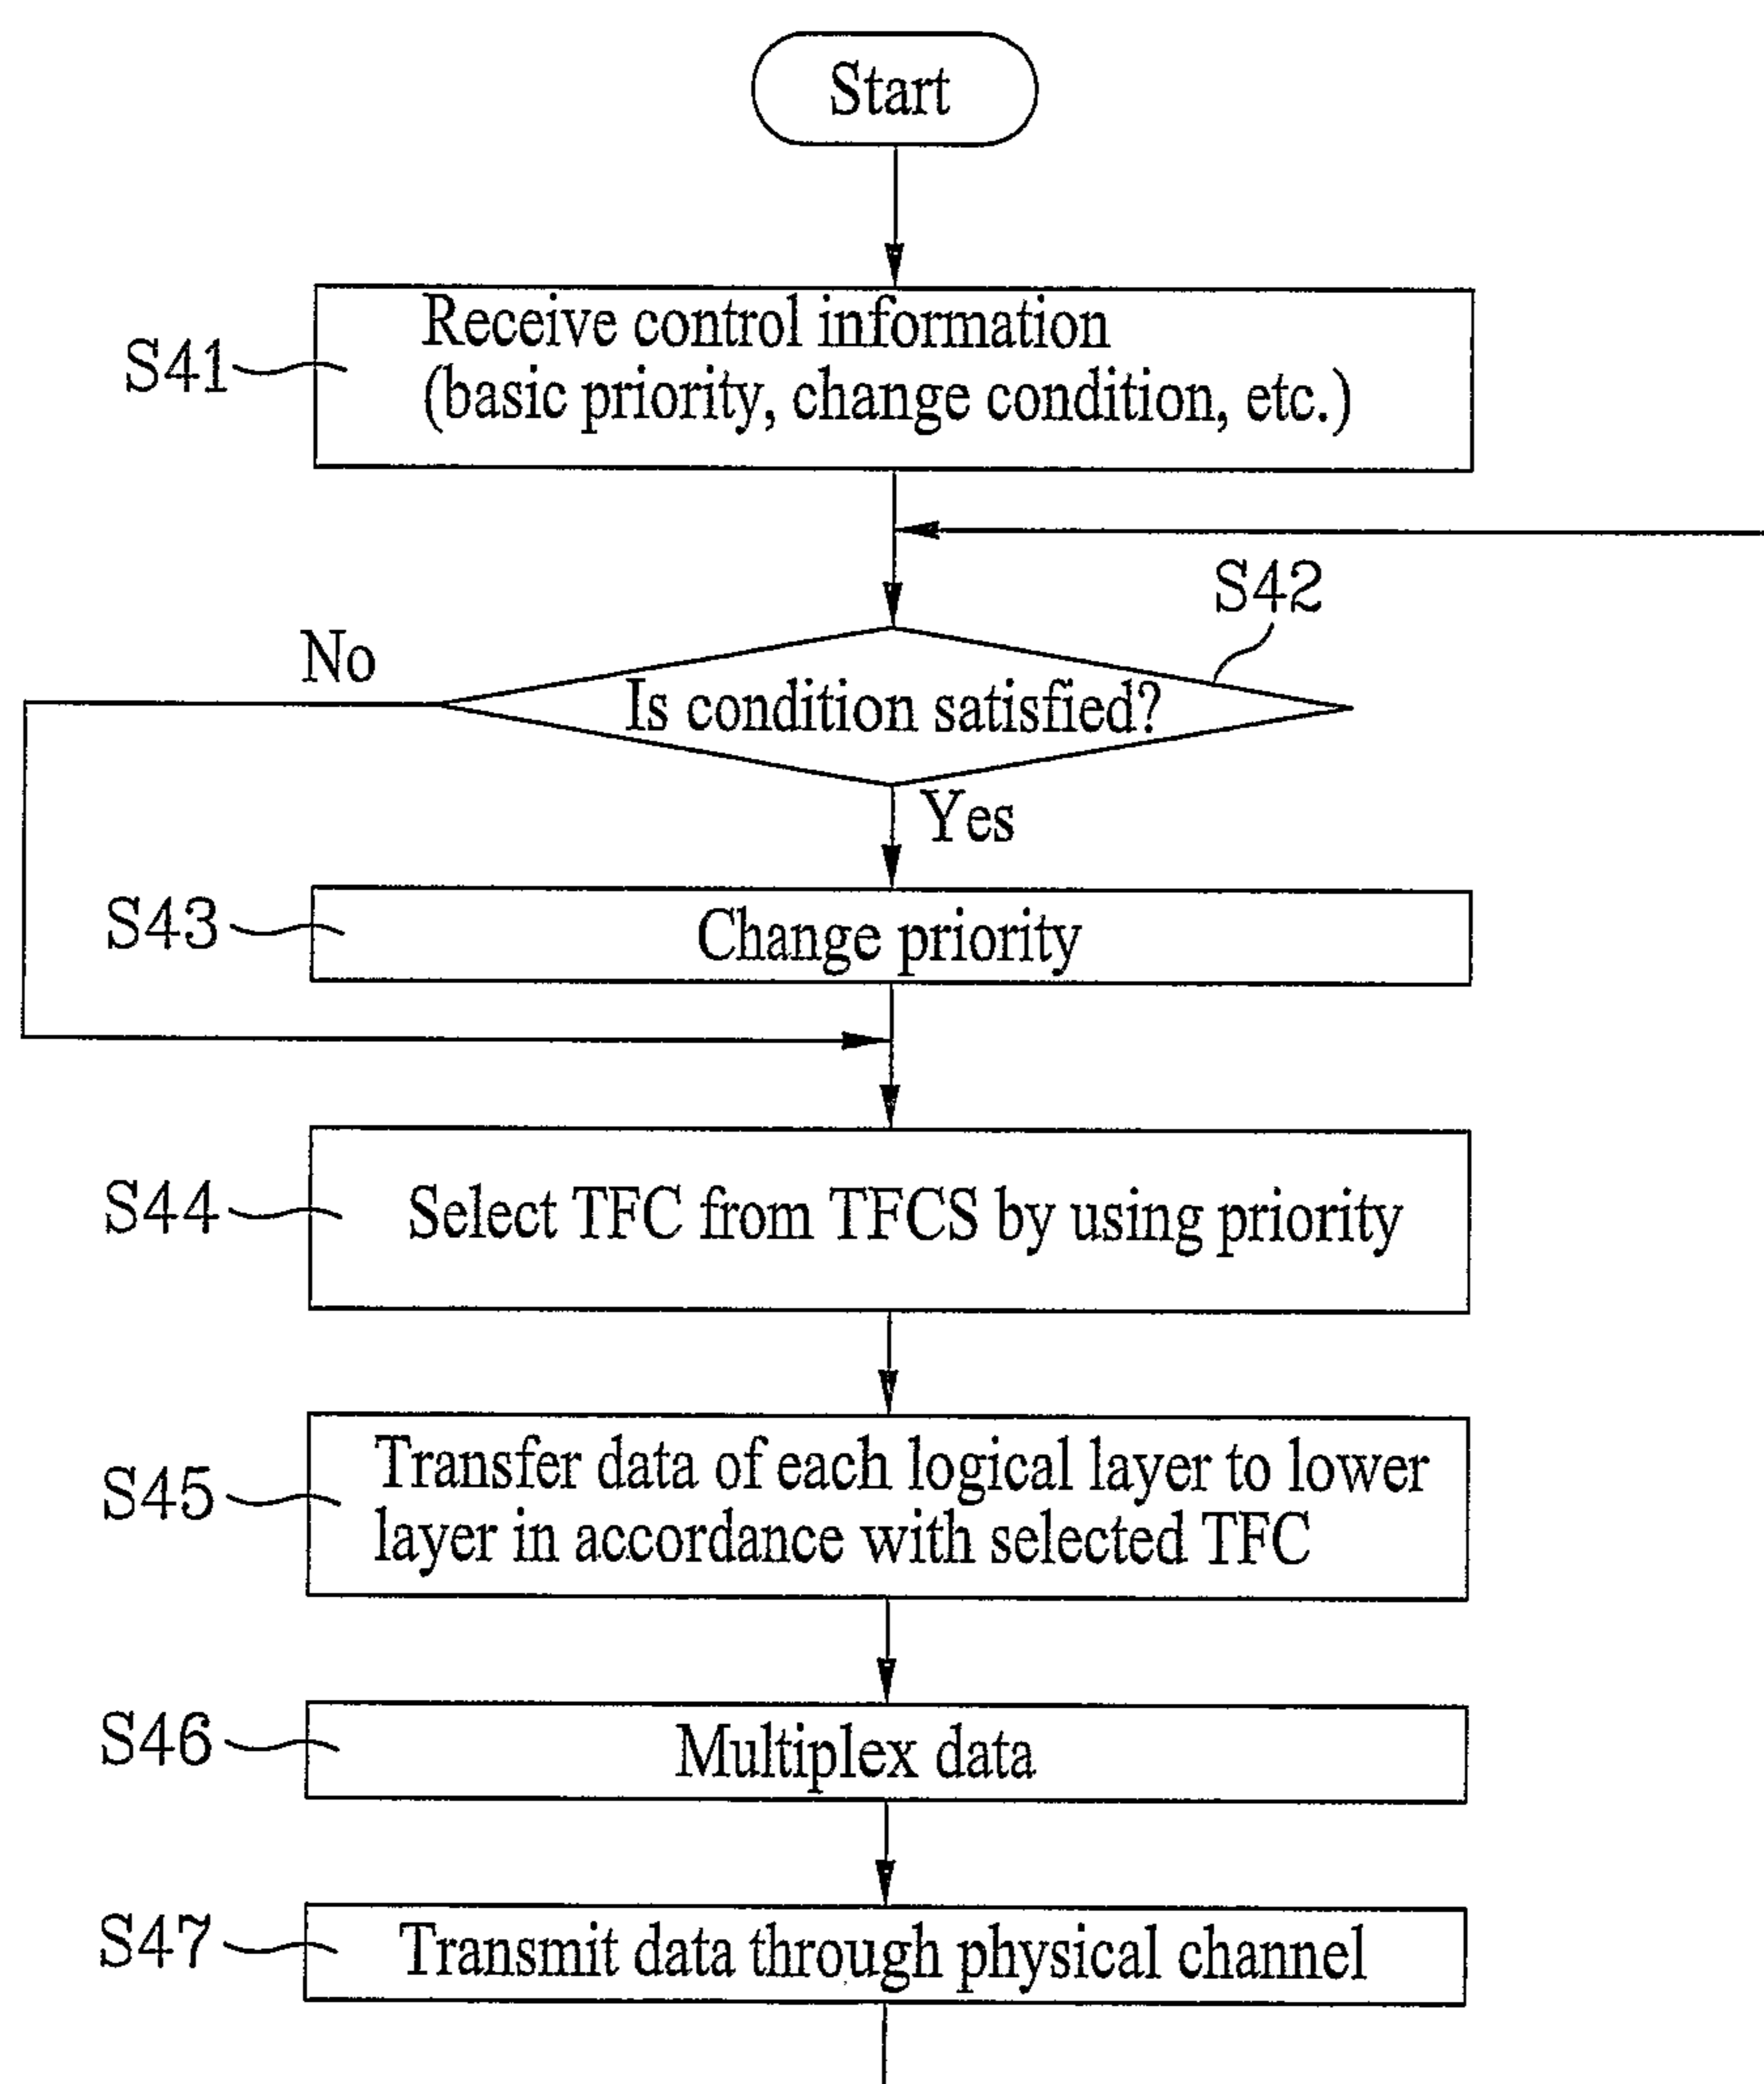 Start
S41
Receive control information
(basic priority, change condition, etc.)
S42
No
Is condition satisfied?
Yes
S43
Change priority
S44
Select TFC from TFCS by using priority
S45
Transfer data of each logical layer to lower
layer in accordance with selected TFC
S46
Multiplex data
S47
Transmit data through physical channel